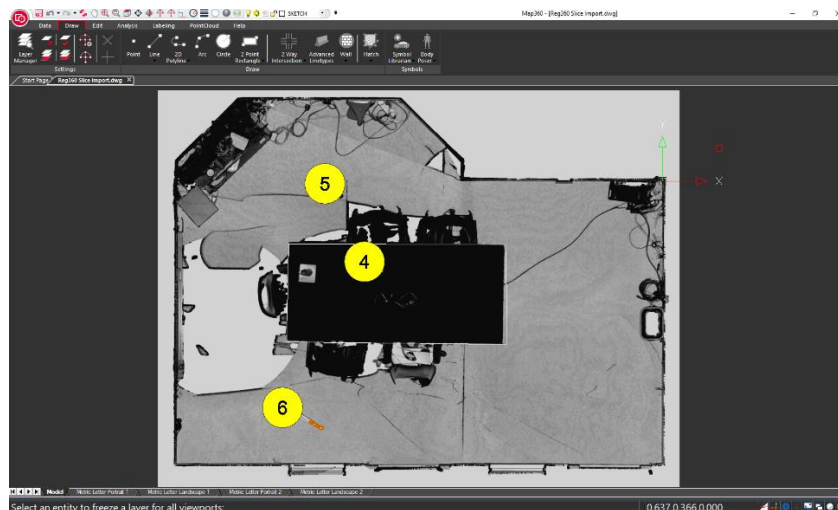 SKETCH
Map360 - [Reg360 Slice Import.dwg]
Data Draw Edit Analysis Labeling PointCloud Help
Layer Manager
Point Line 2D Polyline Arc Circle 2 Point Rectangle
2 Way Intersection Advanced Linetypes Wall Hatch
Symbol Librarian Body Poser
Settings Draw Symbols
Start Page Reg360 Slice Import.dwg X
Y
X
5
4
6
Model Metric Letter Portrait 1 Metric Letter Landscape 1 Metric Letter Portrait 2 Metric Letter Landscape 2
Select an entity to freeze a layer for all viewports:
0.637,0.366,0.000